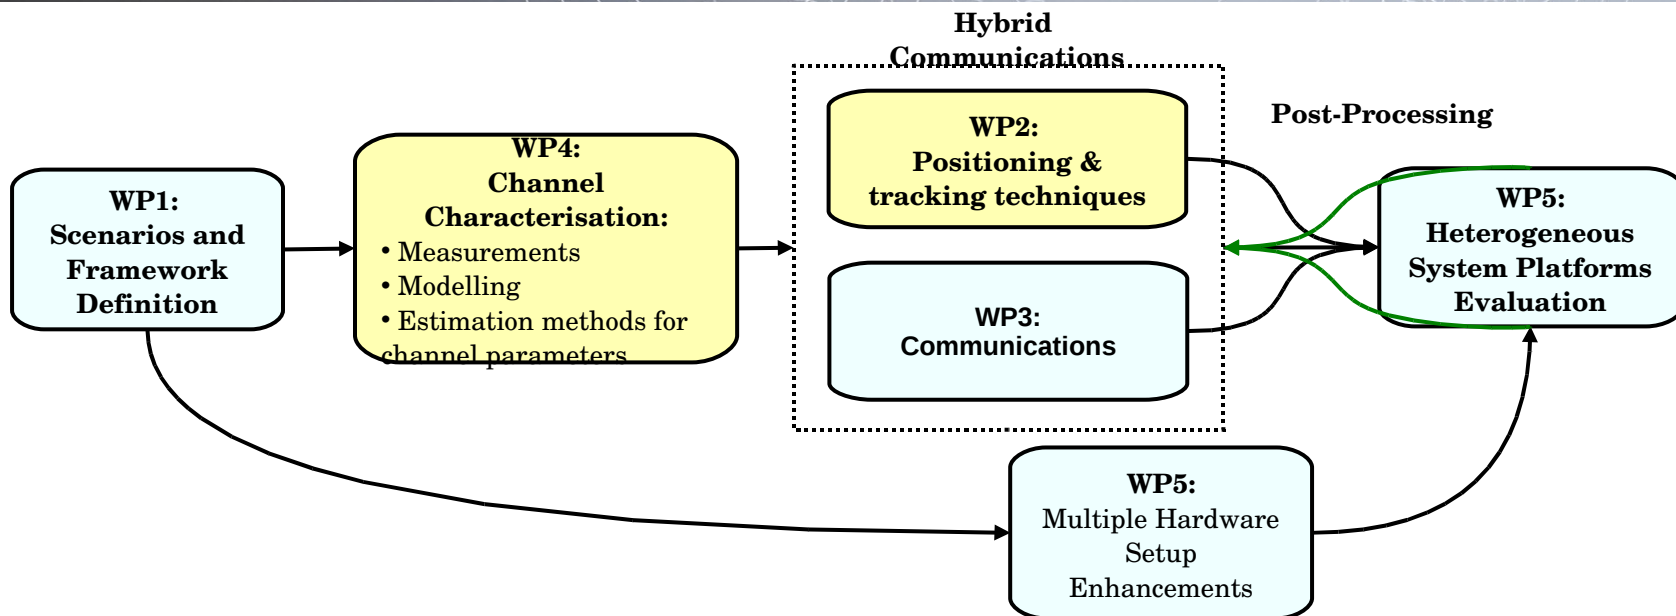 Hybrid
Communications
WP2:
Positioning &
tracking techniques
Post-Processing
WP4:
Channel
Characterisation:
• Measurements
• Modelling
• Estimation methods for
channel parameters
WP1:
Scenarios and
Framework
Definition
WP5:
Heterogeneous
System Platforms
Evaluation
WP3:
Communications
WP5:
Multiple Hardware
Setup
Enhancements